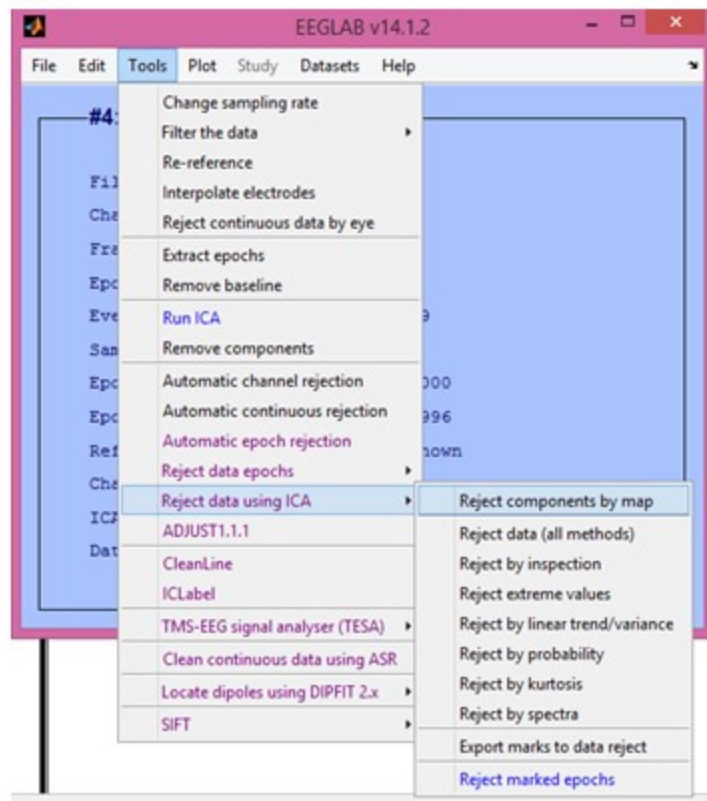 EEGLAB v14.1.2
File Edit Tools Plot Study Datasets Help
#4:
Change sampling rate
Filter the data
Re-reference
Interpolate electrodes
Reject continuous data by eye
Extract epochs
Remove baseline
Run ICA
Remove components
Automatic channel rejection
Automatic continuous rejection
Automatic epoch rejection
Reject data epochs
Reject data using ICA
ADJUST1.1.1
CleanLine
ICLabel
TMS-EEG signal analyser (TESA)
Clean continuous data using ASR
Locate dipoles using DIPFIT 2.x
SIFT
Reject components by map
Reject data (all methods)
Reject by inspection
Reject extreme values
Reject by linear trend/variance
Reject by probability
Reject by kurtosis
Reject by spectra
Export marks to data reject
Reject marked epochs